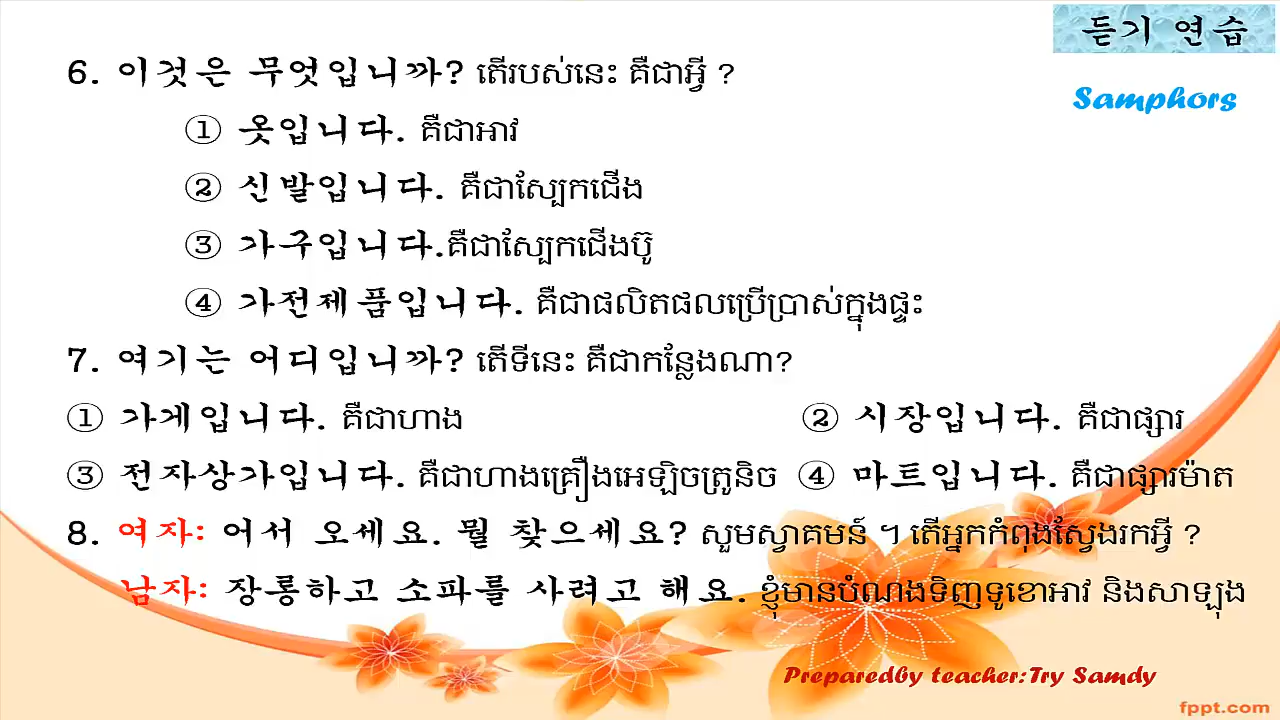 듣기 연습
Samphors
6. 이것은 무엇입니까? តើរបស់នេះ គឺជាអ្វី ?
① 옷입니다. គឺជាអាវ
② 신발입니다. គឺជាស្បែកជើង
③ 가구입니다.គឺជាស្បែកជើងប៊ូ
④ 가전제품입니다. គឺជាផលិតផលប្រើប្រាស់ក្នុងផ្ទះ
7. 여기는 어디입니까? តើទីនេះ គឺជាកន្លែងណា?
① 가게입니다. គឺជាហាង ② 시장입니다. គឺជាផ្សារ
③ 전자상가입니다. គឺជាហាងគ្រឿងអេឡិចត្រូនិច ④ 마트입니다. គឺជាផ្សារម៉ាត
8. 여자: 어서 오세요. 뭘 찾으세요? សួមស្វាគមន៍ ។ តើអ្នកកំពុងស្វែងរកអ្វី ?
남자: 장롱하고 소파를 사려고 해요. ខ្ញុំមានបំណងទិញទូខោអាវ និងសាឡុង
Preparedby teacher:Try Samdy
fppt.com